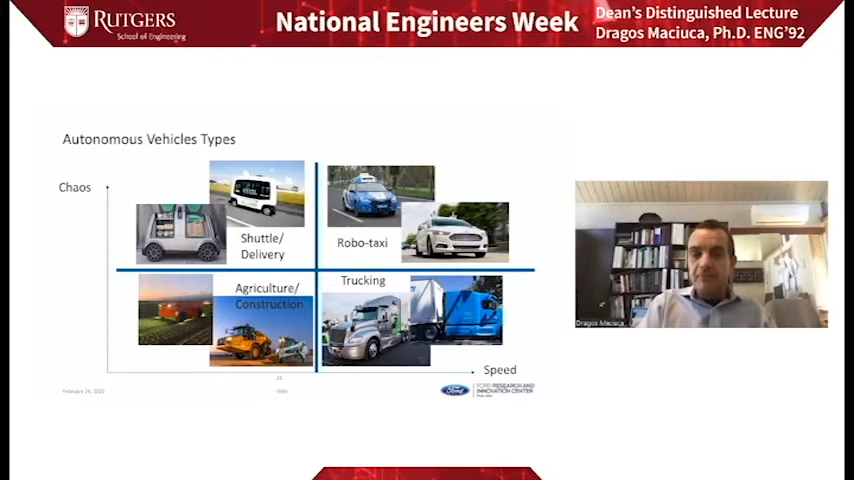 RUTGERS
School of Engineering
National Engineers Week
Dean's Distinguished Lecture
Dragos Maciuca, Ph.D. ENG'92
Autonomous Vehicles Types
Chaos
Shuttle/
Delivery
Robo-taxi
Agriculture/
Construction
Trucking
Speed
Ford
FORD RESEARCH AND
INNOVATION CENTER
Dragos Maciuca